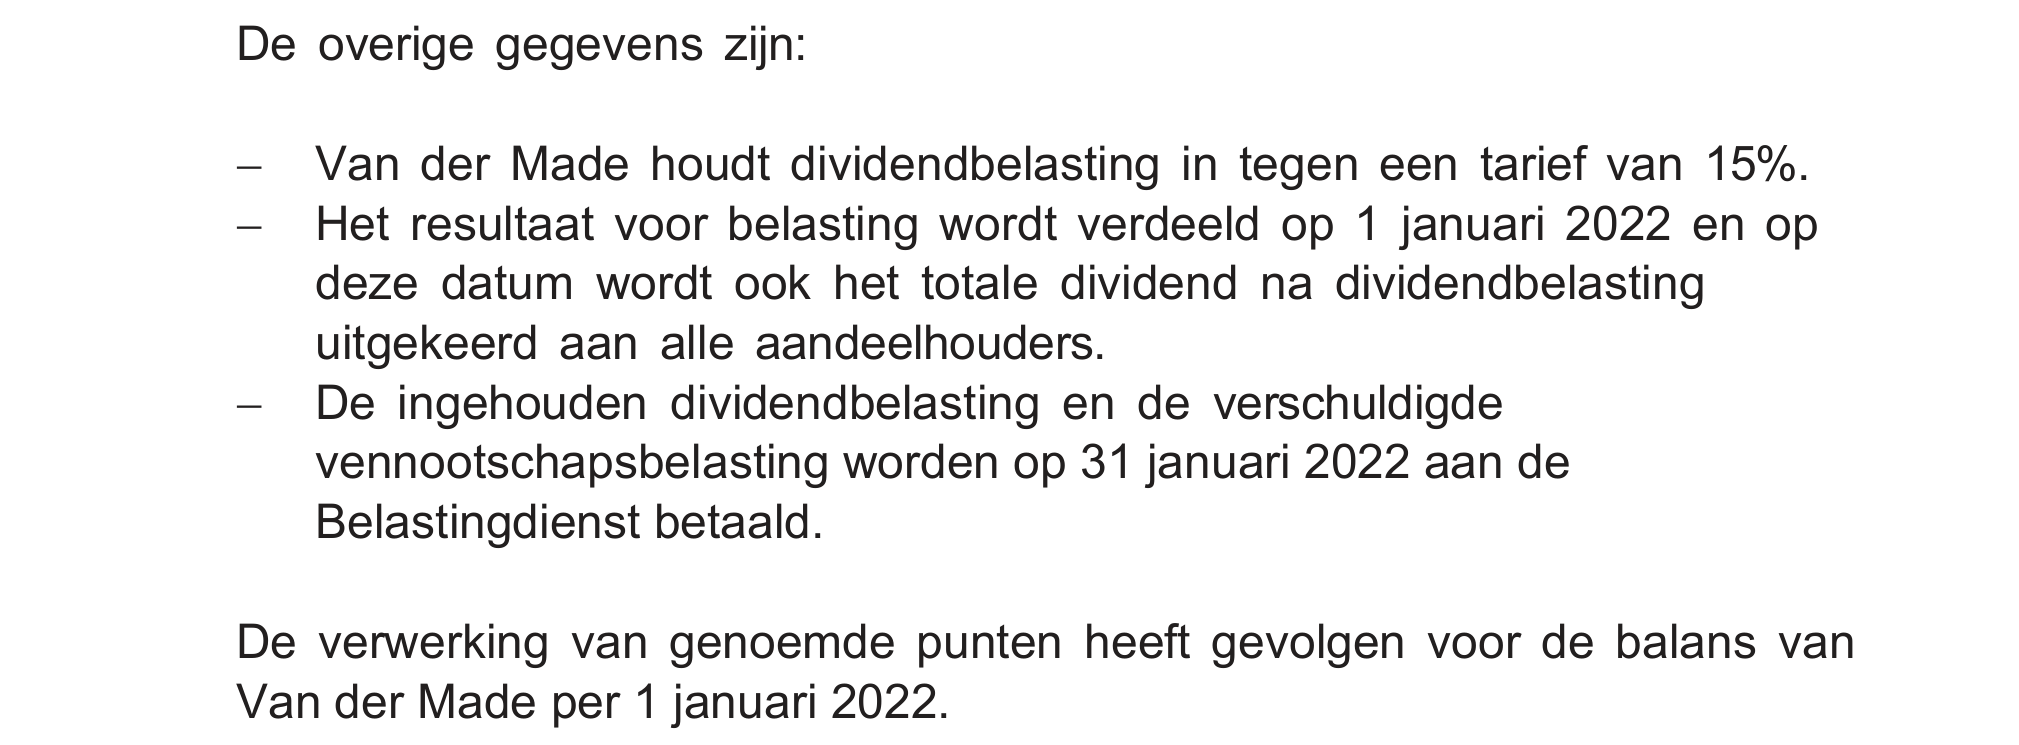 De overige gegevens zijn:
– Van der Made houdt dividendbelasting in tegen een tarief van 15%.
– Het resultaat voor belasting wordt verdeeld op 1 januari 2022 en op
deze datum wordt ook het totale dividend na dividendbelasting
uitgekeerd aan alle aandeelhouders.
– De ingehouden dividendbelasting en de verschuldigde
vennootschapsbelasting worden op 31 januari 2022 aan de
Belastingdienst betaald.
De verwerking van genoemde punten heeft gevolgen voor de balans van
Van der Made per 1 januari 2022.